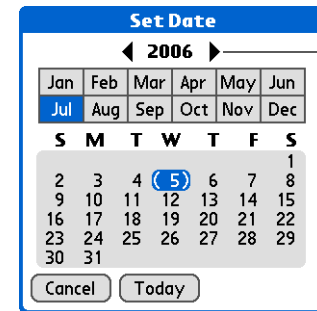 Set Date
2006
Jan Feb Mar Apr May Jun
Jul Aug Sep Oct Nov Dec
S M T W T F S
1
2 3 4 5 6 7 8
9 10 11 12 13 14 15
16 17 18 19 20 21 22
23 24 25 26 27 28 29
30 31
Cancel Today